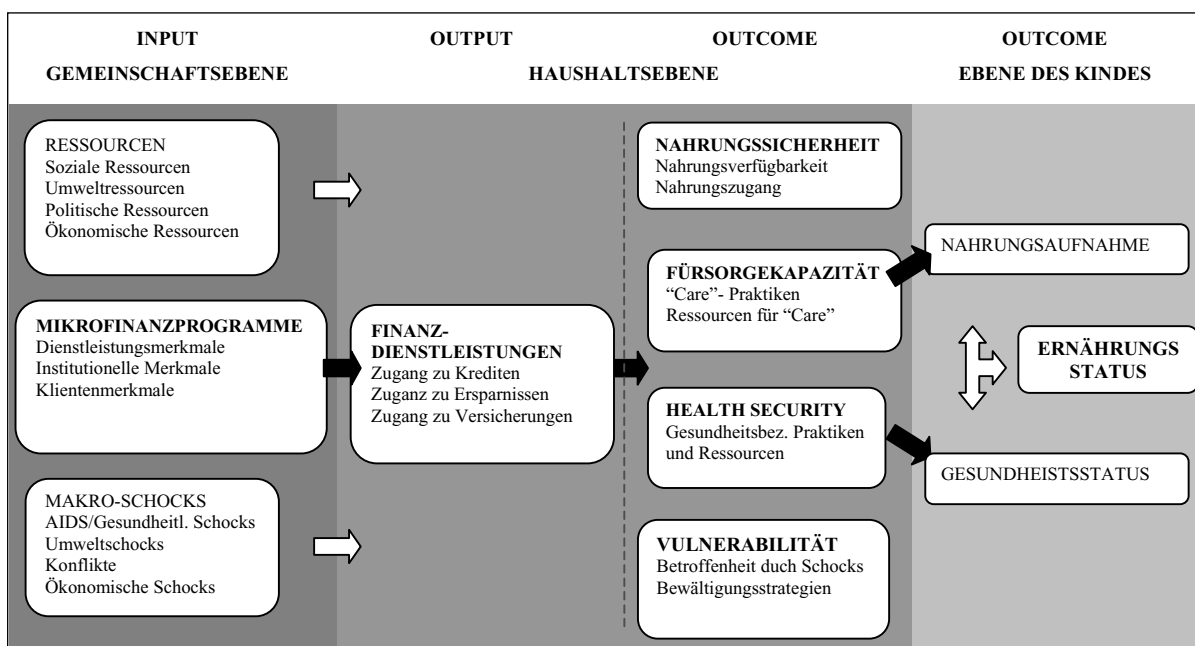 INPUT
GEMEINSCHAFTSEBENE
OUTPUT
OUTCOME
HAUSHALTSEBENE
OUTCOME
EBENE DES KINDES
RESSOURCEN
Soziale Ressourcen
Umweltressourcen
Politische Ressourcen
Ökonomische Ressourcen
MIKROFINANZPROGRAMME
Dienstleistungsmerkmale
Institutionelle Merkmale
Klientenmerkmale
MAKRO-SCHOCKS
AIDS/Gesundheitl. Schocks
Umweltschocks
Konflikte
Ökonomische Schocks
FINANZ-
DIENSTLEISTUNGEN
Zugang zu Krediten
Zuganz zu Ersparnissen
Zugang zu Versicherungen
NAHRUNGSSICHERHEIT
Nahrungsverfügbarkeit
Nahrungszugang
FÜRSORGEKAPAZITÄT
“Care”- Praktiken
Ressourcen für “Care”
HEALTH SECURITY
Gesundheitsbez. Praktiken
und Ressourcen
VULNERABILITÄT
Betroffenheit duch Schocks
Bewältigungsstrategien
NAHRUNGSAUFNAHME
ERNÄHRUNGS
STATUS
GESUNDHEISTSSTATUS